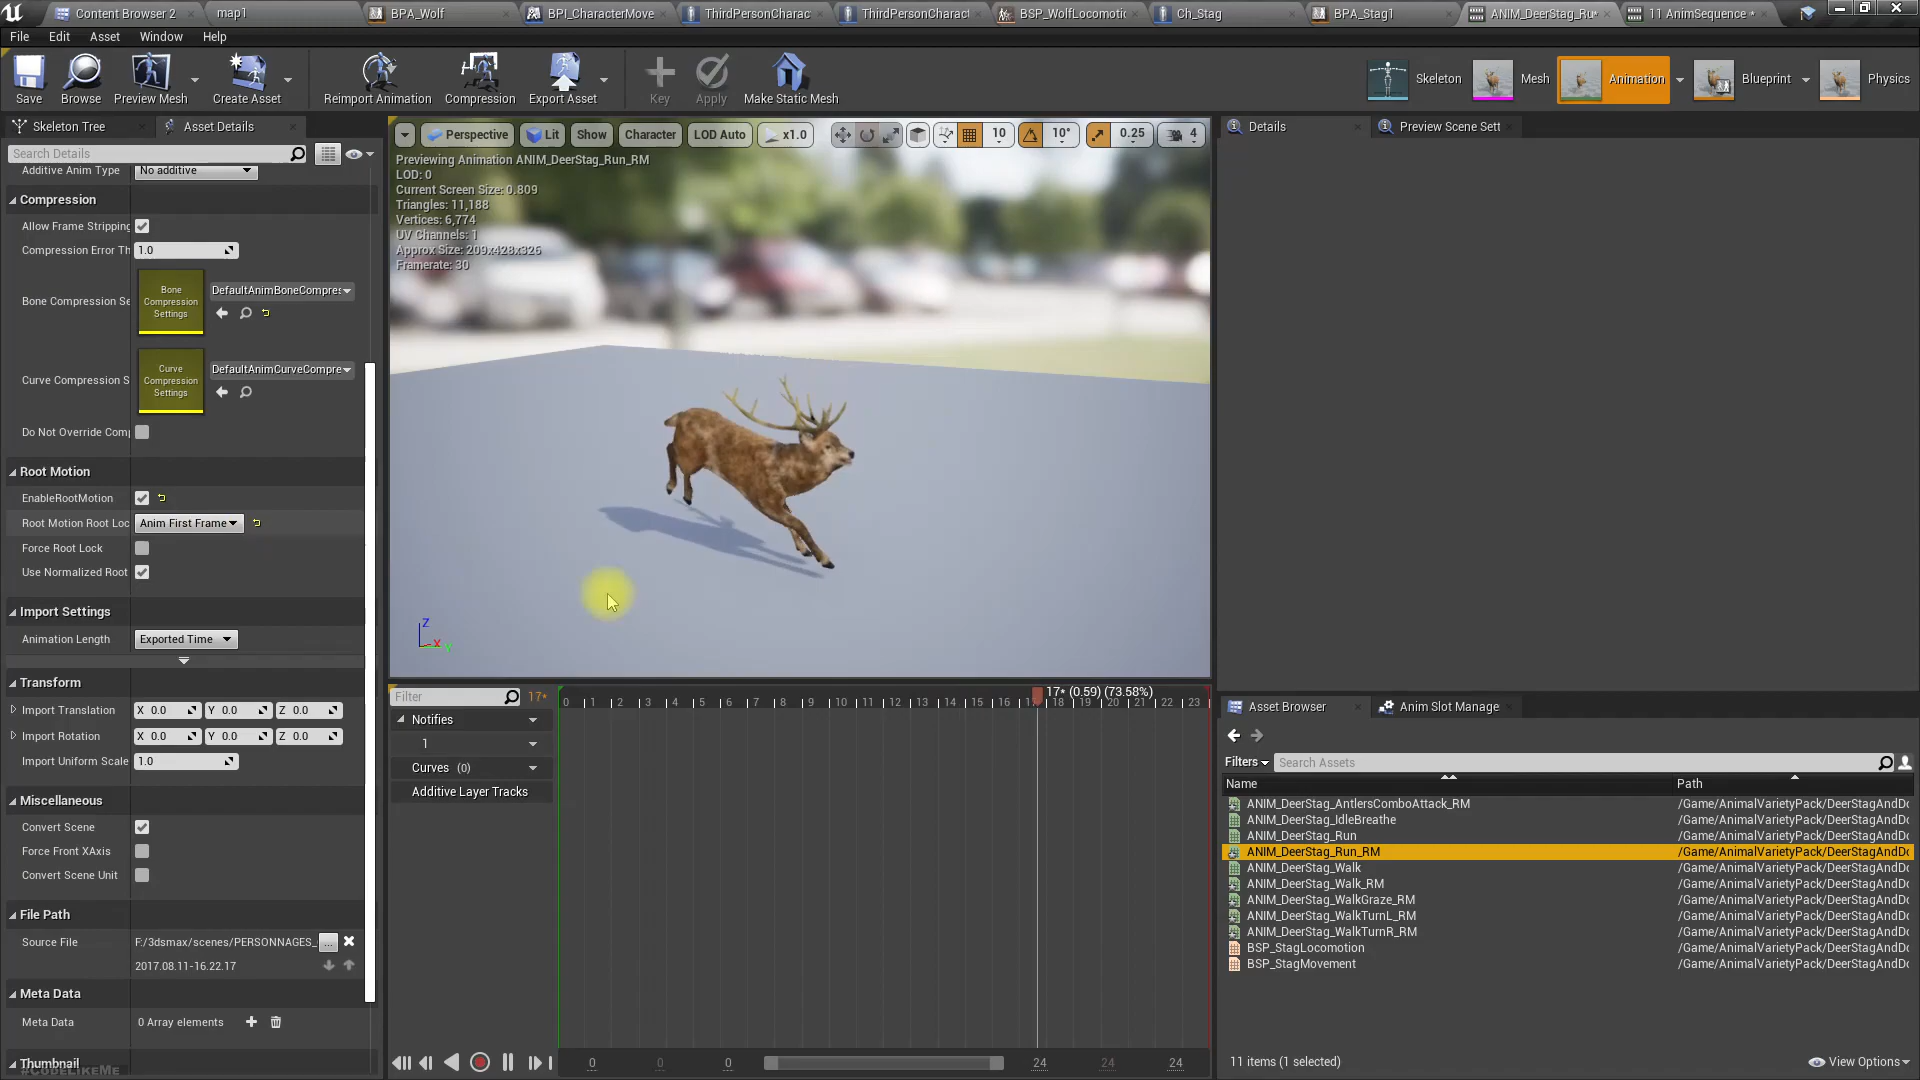 Content Browser 2
map1
BPA_Wolf
BPI_CharacterMove
ThirdPersonCharac
ThirdPersonCharact
BSP_WolfLocomotio
Ch_Stag
BPA_Stag1
ANIM_DeerStag_Ru*
11 AnimSequence *
File Edit Asset Window Help
Save
Browse
Preview Mesh
Create Asset
Reimport Animation
Compression
Export Asset
Key
Apply
Make Static Mesh
Skeleton
Mesh
Animation
Blueprint
Physics
Skeleton Tree
Asset Details
Search Details
Additive Anim Type No additive
Compression
Allow Frame Stripping
Compression Error Th 1.0
Bone Compression Se
Bone
Compression
Settings
DefaultAnimBoneCompres
Curve Compression S
Curve
Compression
Settings
DefaultAnimCurveCompre
Do Not Override Comp
Root Motion
EnableRootMotion
Root Motion Root Loc Anim First Frame
Force Root Lock
Use Normalized Root
Import Settings
Animation Length Exported Time
Transform
Import Translation X 0.0 Y 0.0 Z 0.0
Import Rotation X 0.0 Y 0.0 Z 0.0
Import Uniform Scale 1.0
Miscellaneous
Convert Scene
Force Front XAxis
Convert Scene Unit
File Path
Source File F:/3dsmax/scenes/PERSONNAGES_ ...
2017.08.11-16.22.17
Meta Data
Meta Data 0 Array elements
Thumbnail
#CODELIKEME
Perspective Lit Show Character LOD Auto x1.0 10 10° 0.25 4
Previewing Animation ANIM_DeerStag_Run_RM
LOD: 0
Current Screen Size: 0.809
Triangles: 11,188
Vertices: 6,774
UV Channels: 1
Approx Size: 209x428x326
Framerate: 30
Z
X
Y
Filter 17*
17* (0.59) (73.58%)
0 1 2 3 4 5 6 7 8 9 10 11 12 13 14 15 16 17 18 19 20 21 22 23
Notifies
1
Curves (0)
Additive Layer Tracks
0 0 0 24 24 24
Details
Preview Scene Sett
Asset Browser
Anim Slot Manage
Filters
Search Assets
Name Path
ANIM_DeerStag_AntlersComboAttack_RM /Game/AnimalVarietyPack/DeerStagAndDo
ANIM_DeerStag_IdleBreathe /Game/AnimalVarietyPack/DeerStagAndDo
ANIM_DeerStag_Run /Game/AnimalVarietyPack/DeerStagAndDo
ANIM_DeerStag_Run_RM /Game/AnimalVarietyPack/DeerStagAndDo
ANIM_DeerStag_Walk /Game/AnimalVarietyPack/DeerStagAndDo
ANIM_DeerStag_Walk_RM /Game/AnimalVarietyPack/DeerStagAndDo
ANIM_DeerStag_WalkGraze_RM /Game/AnimalVarietyPack/DeerStagAndDo
ANIM_DeerStag_WalkTurnL_RM /Game/AnimalVarietyPack/DeerStagAndDo
ANIM_DeerStag_WalkTurnR_RM /Game/AnimalVarietyPack/DeerStagAndDo
BSP_StagLocomotion /Game/AnimalVarietyPack/DeerStagAndDo
BSP_StagMovement /Game/AnimalVarietyPack/DeerStagAndDo
11 items (1 selected)
View Options